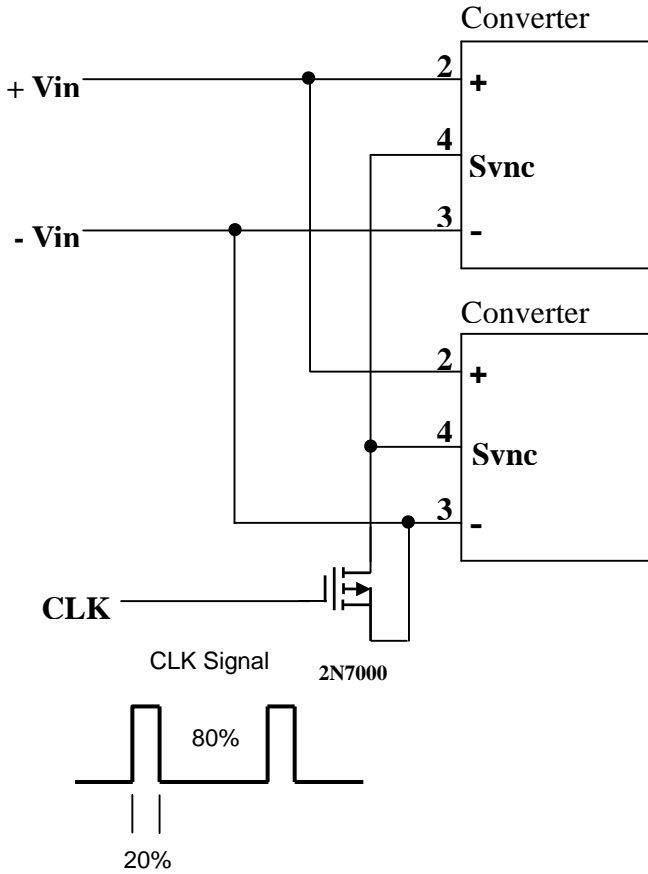 Converter
2
+ Vin
+
4
Svnc
3
- Vin
-
Converter
2
+
4
Svnc
3
-
CLK
CLK Signal
2N7000
80%
20%